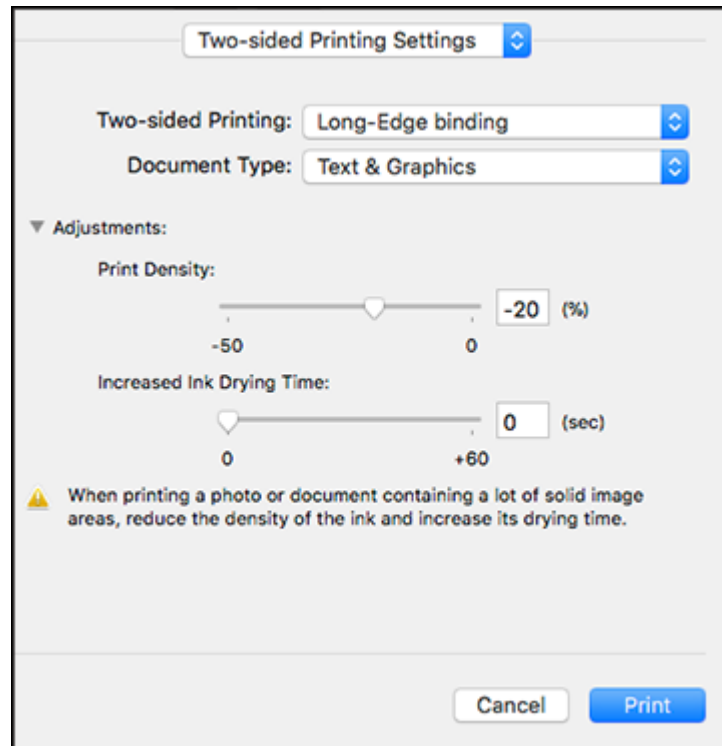 Two-sided Printing Settings
Two-sided Printing: Long-Edge binding
Document Type: Text & Graphics
Adjustments:
Print Density:
-20 (%)
-50 0
Increased Ink Drying Time:
0 (sec)
0 +60
When printing a photo or document containing a lot of solid image
areas, reduce the density of the ink and increase its drying time.
Cancel Print